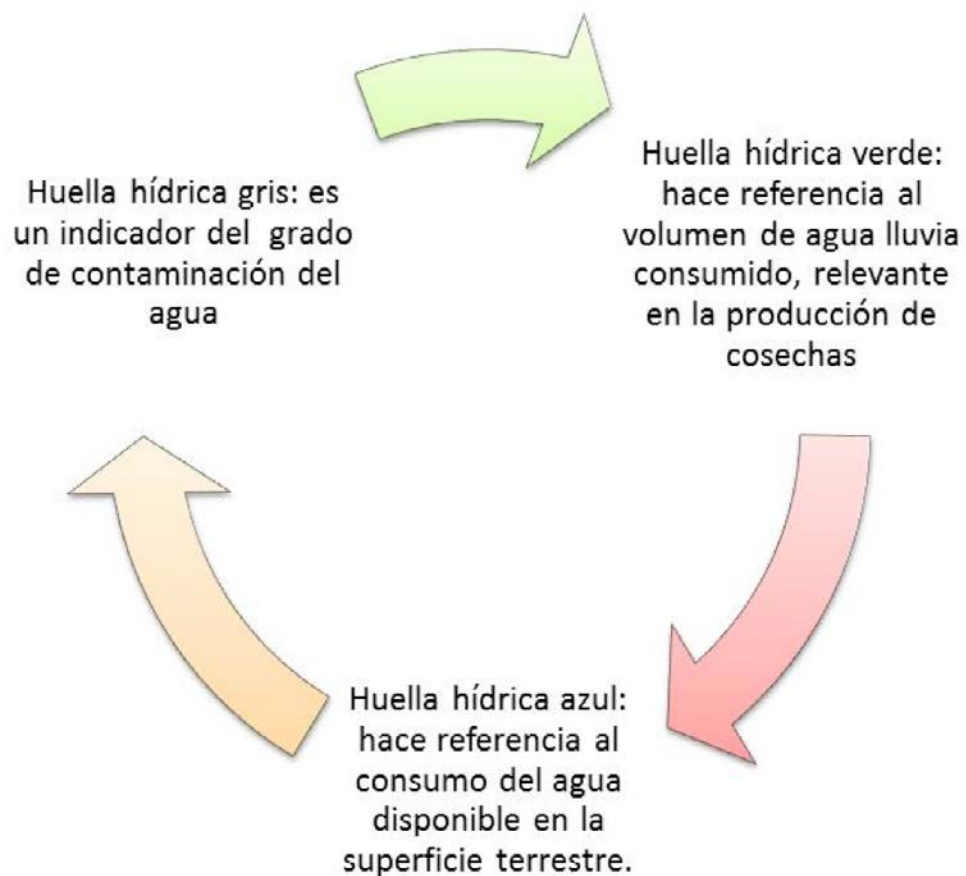 Huella hídrica gris: es
un indicador del grado
de contaminación del
agua
Huella hídrica verde:
hace referencia al
volumen de agua lluvia
consumido, relevante
en la producción de
cosechas
Huella hídrica azul:
hace referencia al
consumo del agua
disponible en la
superficie terrestre.